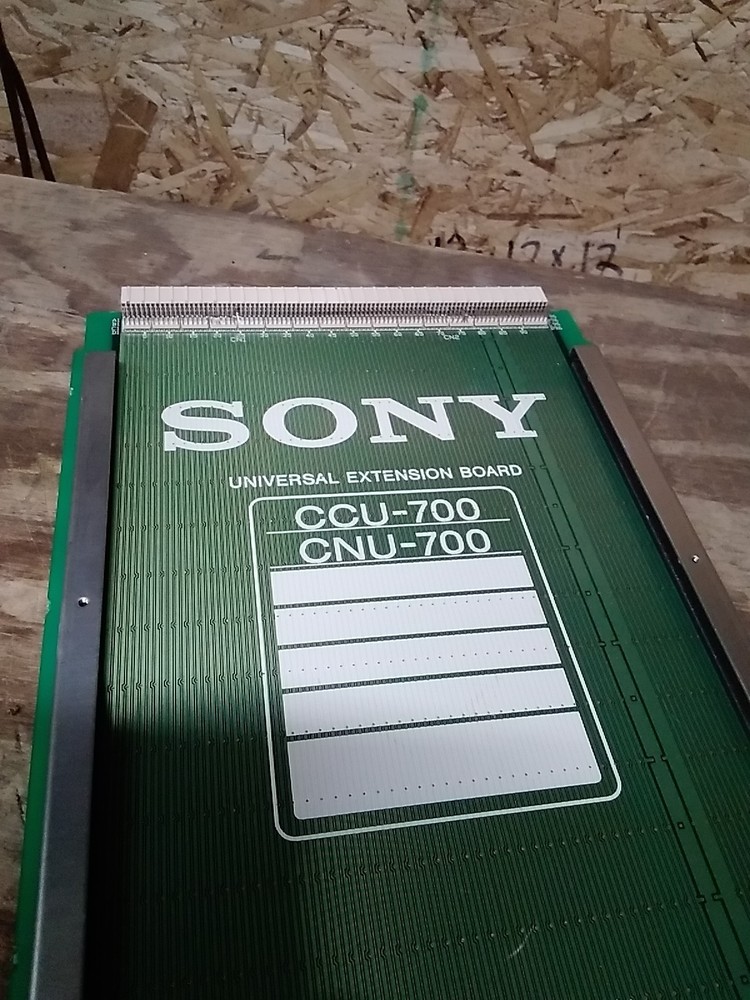 12 x 12
SONY
UNIVERSAL EXTENSION BOARD
CCU-700
CNU-700